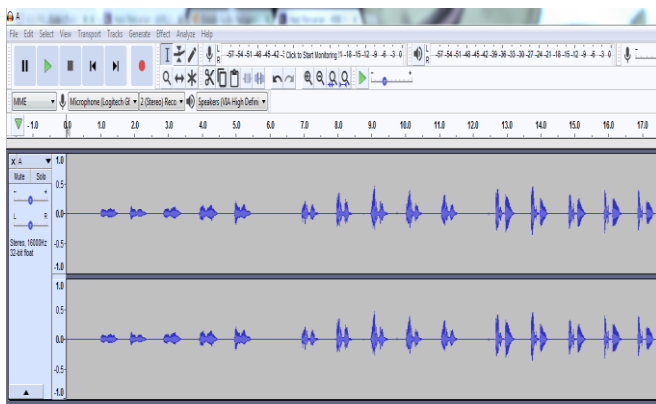 A
File Edit Select View Transport Tracks Generate Effect Analyze Help
L R -57 -54 -51 -48 -45 -42 -3 Click to Start Monitoring !1 -18 -15 -12 -9 -6 -3 0 L R -57 -54 -51 -48 -45 -42 -39 -36 -33 -30 -27 -24 -21 -18 -15 -12 -9 -6 -3 0
MME Microphone (Logitech G 2 (Stereo) Reco Speakers (VIA High Defini
-1.0 0.0 1.0 2.0 3.0 4.0 5.0 6.0 7.0 8.0 9.0 10.0 11.0 12.0 13.0 14.0 15.0 16.0 17.0
x A 1.0
Mute Solo
- + 0.5
L R 0.0
Stereo, 16000Hz -0.5
32-bit float
-1.0
1.0
0.5
0.0
-0.5
-1.0